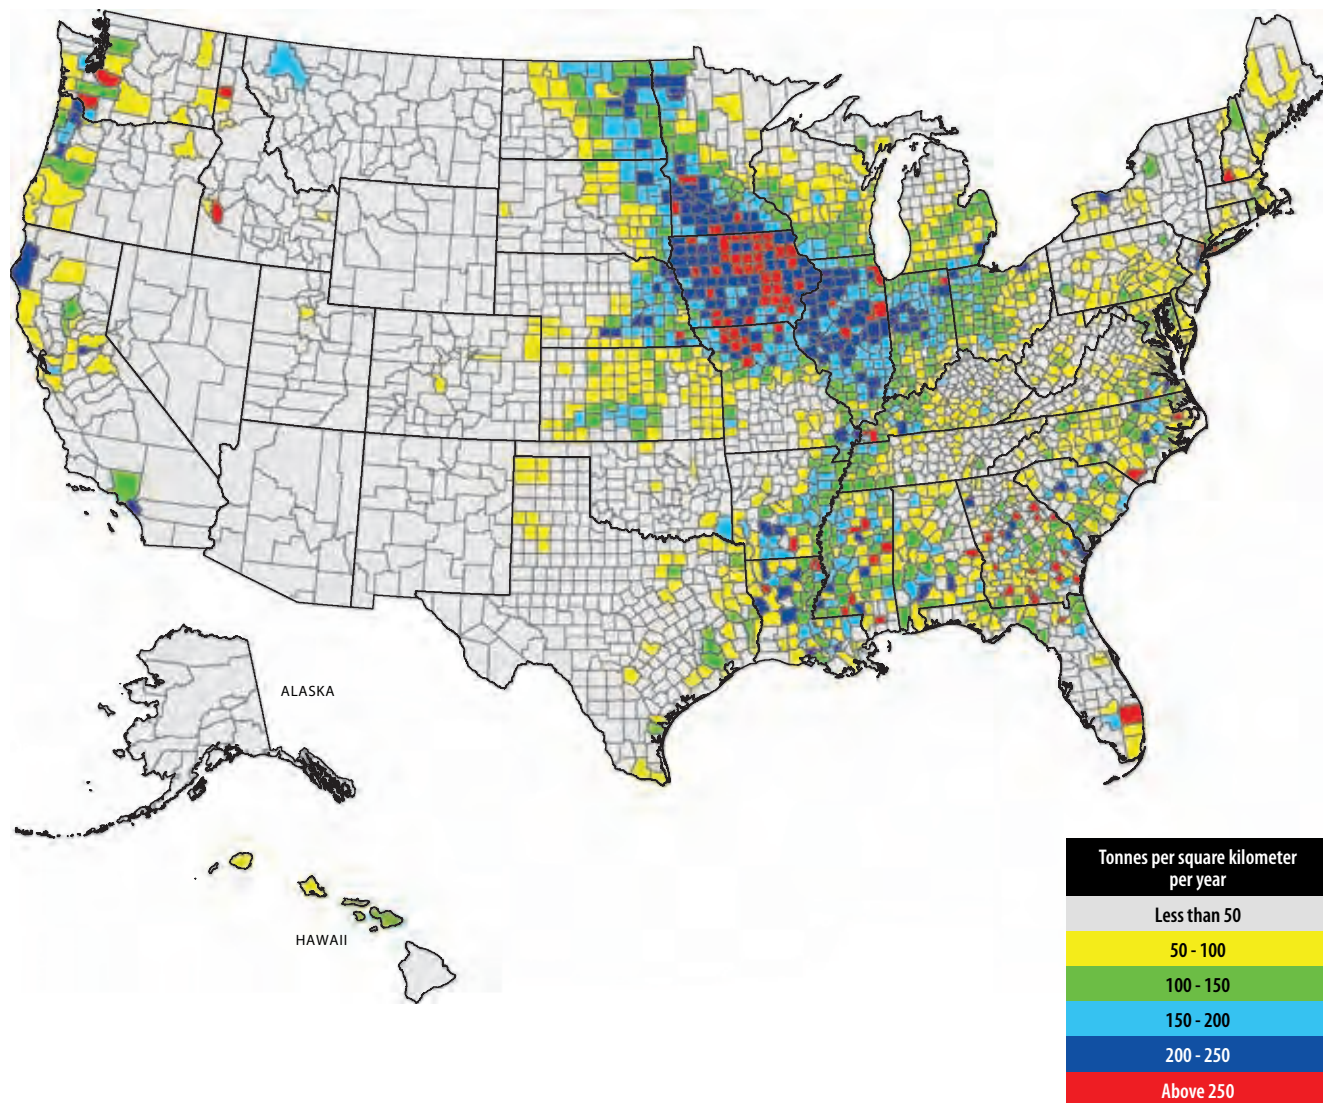 ALASKA
HAWAII
Tonnes per square kilometer
per year
Less than 50
50 - 100
100 - 150
150 - 200
200 - 250
Above 250